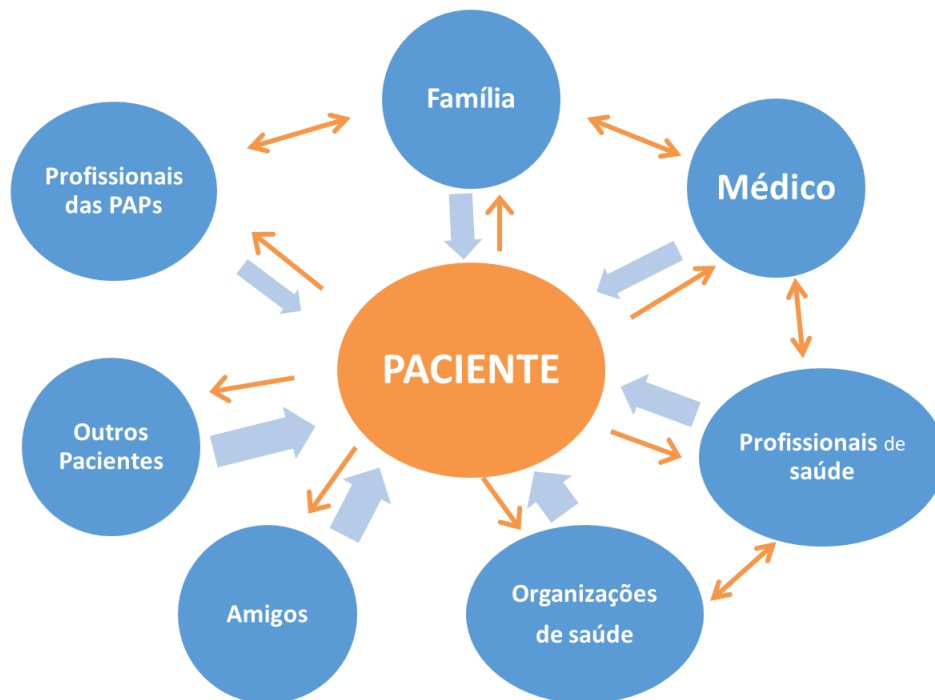 Família
Profissionais
das PAPs
Médico
PACIENTE
Outros
Pacientes
Profissionais de
saúde
Amigos
Organizações
de saúde